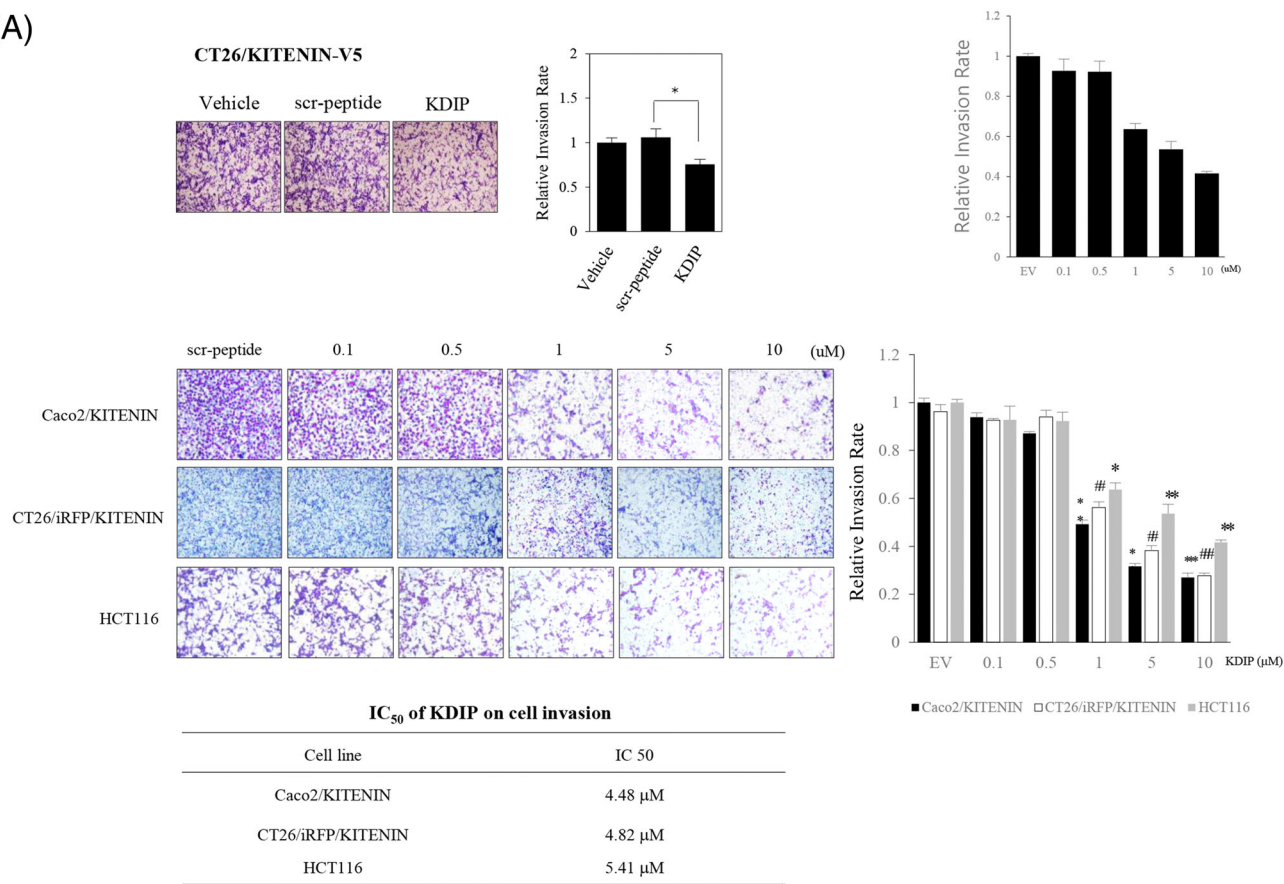 A)
CT26/KITENIN-V5
Vehicle scr-peptide KDIP
Relative Invasion Rate
2
1.5
1
0.5
0
*
Vehicle
scr-peptide
KDIP
Relative Invasion Rate
1.2
1
0.8
0.6
0.4
0.2
0
EV 0.1 0.5 1 5 10 (uM)
scr-peptide 0.1 0.5 1 5 10 (uM)
Caco2/KITENIN
CT26/iRFP/KITENIN
HCT116
Relative Invasion Rate
1.2
1
0.8
0.6
0.4
0.2
0
* * # *
* # **
*** ## **
EV 0.1 0.5 1 5 10 KDIP (μM)
Caco2/KITENIN CT26/iRFP/KITENIN HCT116
IC50 of KDIP on cell invasion
Cell line IC 50
Caco2/KITENIN 4.48 μM
CT26/iRFP/KITENIN 4.82 μM
HCT116 5.41 μM